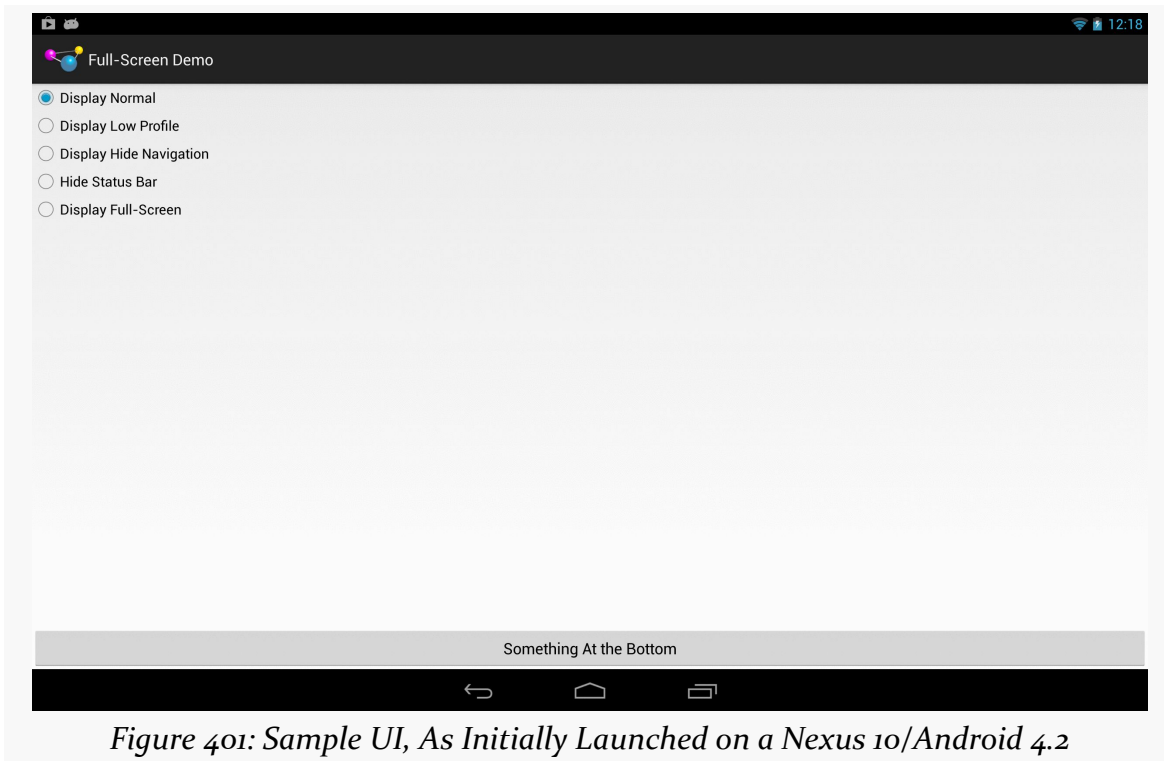 12:18
Full-Screen Demo
Display Normal
Display Low Profile
Display Hide Navigation
Hide Status Bar
Display Full-Screen
Something At the Bottom
Figure 401: Sample UI, As Initially Launched on a Nexus 10/Android 4.2